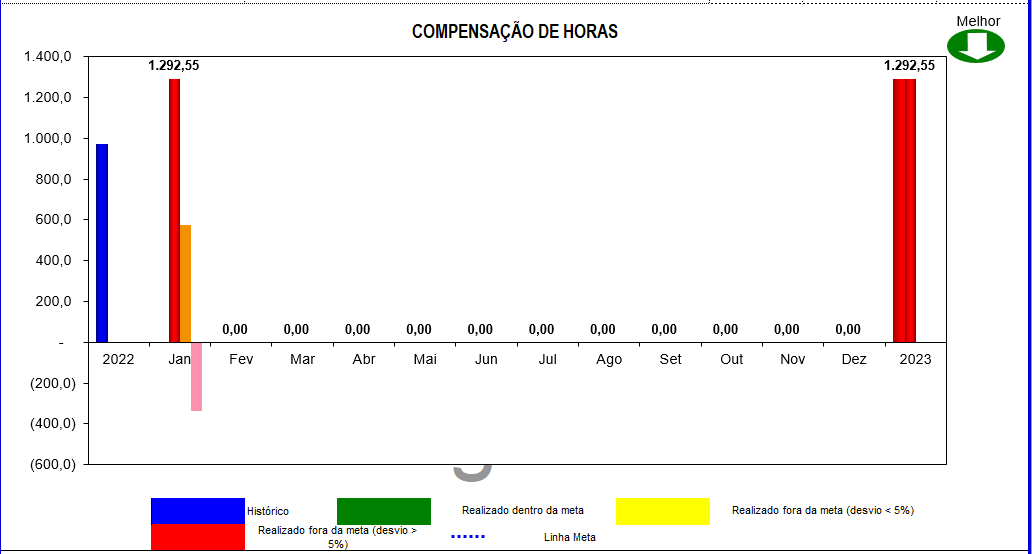 COMPENSAÇÃO DE HORAS
Melhor
1.400,0
1.200,0
1.000,0
800,0
600,0
400,0
200,0
-
(200,0)
(400,0)
(600,0)
1.292,55
0,00 0,00 0,00 0,00 0,00 0,00 0,00 0,00 0,00 0,00 0,00
1.292,55
2022 Jan Fev Mar Abr Mai Jun Jul Ago Set Out Nov Dez 2023
Histórico
Realizado dentro da meta
Realizado fora da meta (desvio < 5%)
Realizado fora da meta (desvio >
5%)
Linha Meta